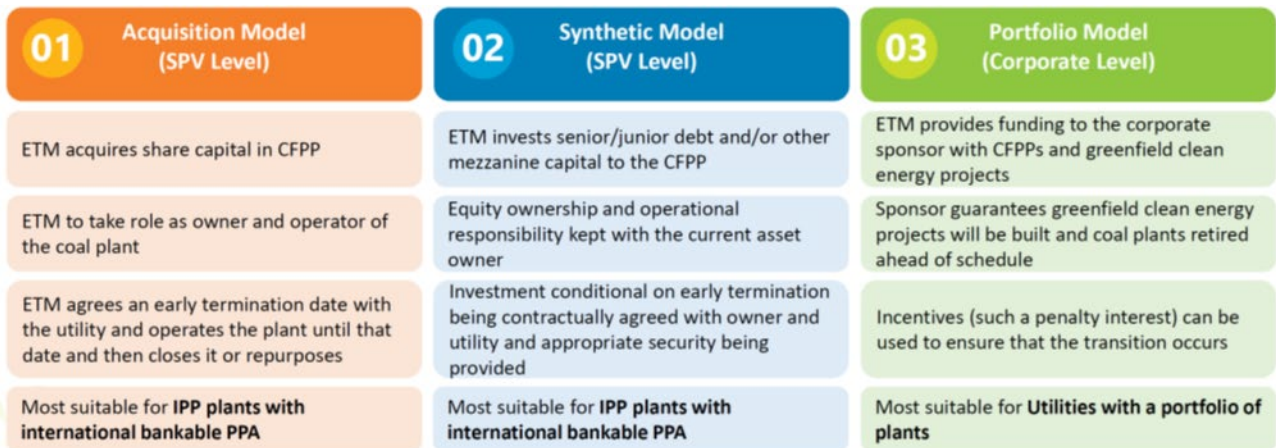 01
Acquisition Model
(SPV Level)
ETM acquires share capital in CFPP
ETM to take role as owner and operator of
the coal plant
ETM agrees an early termination date with
the utility and operates the plant until that
date and then closes it or repurposes
Most suitable for IPP plants with
international bankable PPA
02
Synthetic Model
(SPV Level)
ETM invests senior/junior debt and/or other
mezzanine capital to the CFPP
Equity ownership and operational
responsibility kept with the current asset
owner
Investment conditional on early termination
being contractually agreed with owner and
utility and appropriate security being
provided
Most suitable for IPP plants with
international bankable PPA
03
Portfolio Model
(Corporate Level)
ETM provides funding to the corporate
sponsor with CFPPs and greenfield clean
energy projects
Sponsor guarantees greenfield clean energy
projects will be built and coal plants retired
ahead of schedule
Incentives (such a penalty interest) can be
used to ensure that the transition occurs
Most suitable for Utilities with a portfolio of
plants